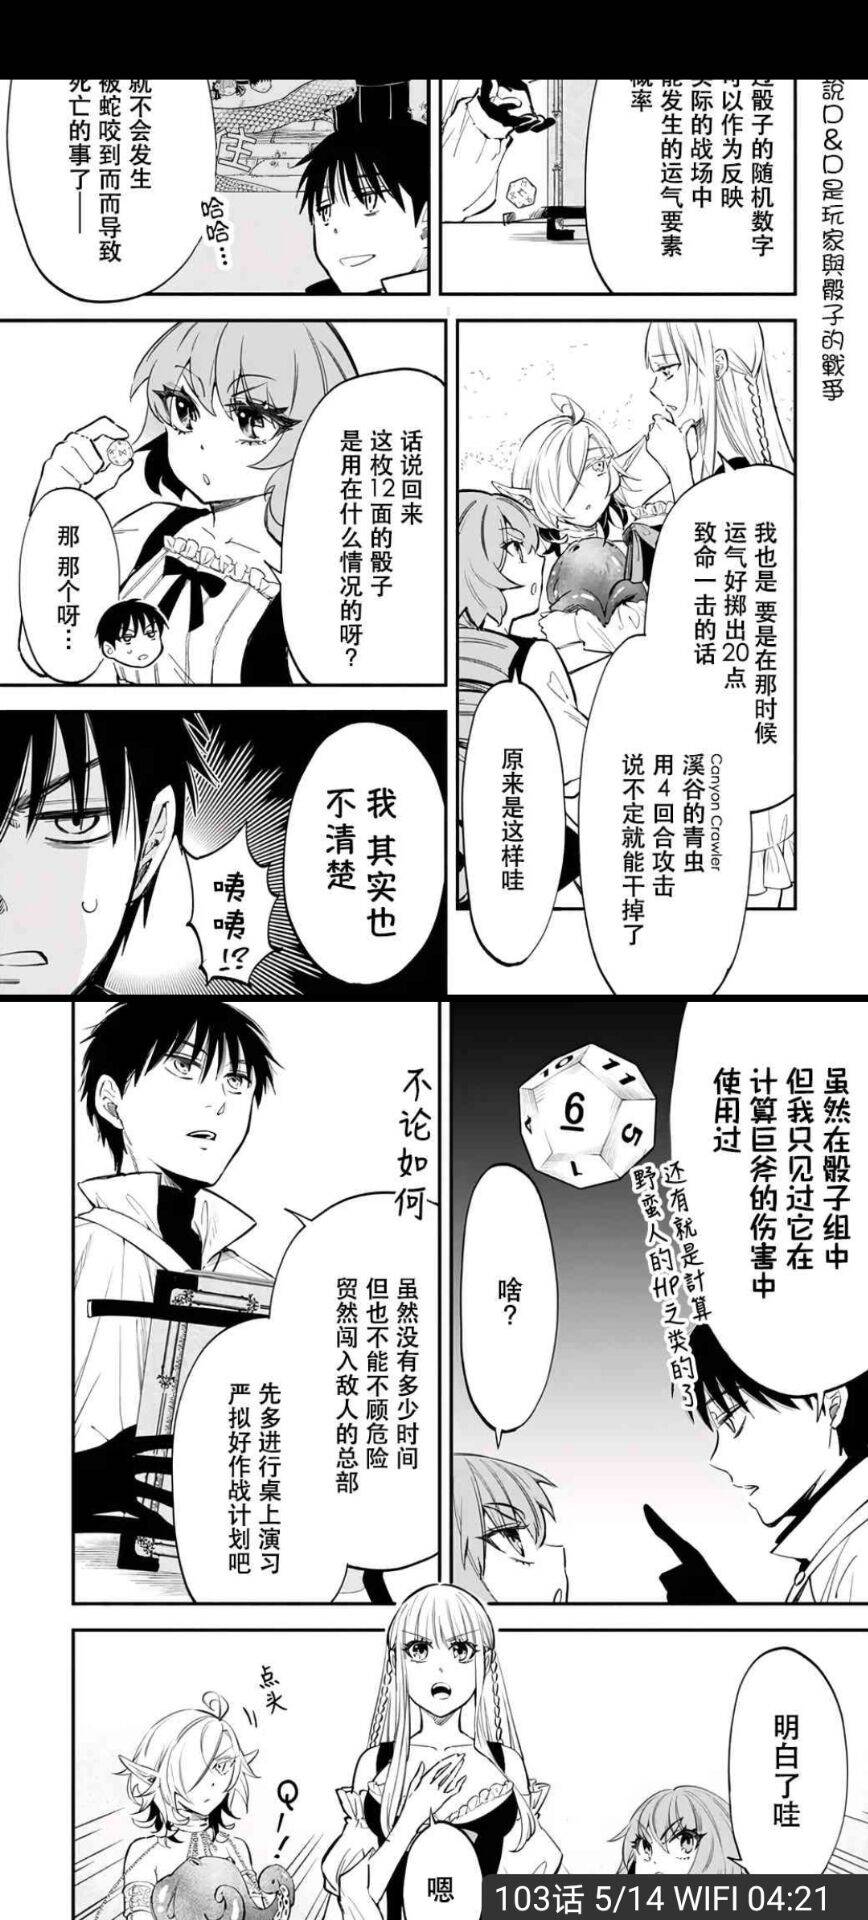 說D&D是玩家與骰子的戰爭
骰子的随机数字
可以作为反映
实际的战场中
能发生的运气要素
概率
就不会发生
被蛇咬到而而导致
死亡的事了——
主
哈哈…
我也是 要是在那时候
运气好掷出20点
致命一击的话
Canyon Crawler
溪谷的青虫
用4回合攻击
说不定就能干掉了
原来是这样哇
话说回来
这枚12面的骰子
是用在什么情况的呀?
那 那个呀…
我 其实也
不清楚
咦咦!?
虽然在骰子组中
但我只见过它在
计算巨斧的伤害中
使用过
还有就是計算
野蛮人的HP之类的了
10
11
6
5
4
啥?
不论如何
虽然没有多少时间
但也不能不顾危险
贸然闯入敌人的总部
先多进行桌上演习
严拟好作战计划吧
明白了哇
嗯
点头
Q!!
103话 5/14 WIFI 04:21